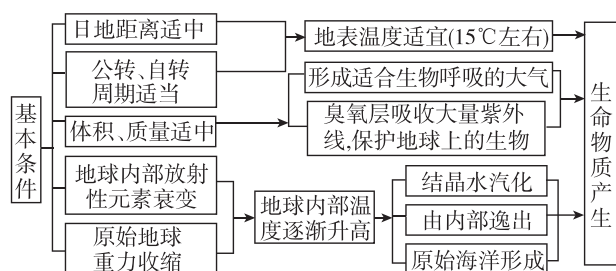 基本条件
日地距离适中
公转、自转
周期适当
体积、质量适中
地球内部放射
性元素衰变
原始地球
重力收缩
地表温度适宜(15℃左右)
形成适合生物呼吸的大气
臭氧层吸收大量紫外
线,保护地球上的生物
地球内部温
度逐渐升高
结晶水汽化
由内部逸出
原始海洋形成
生命物质产生